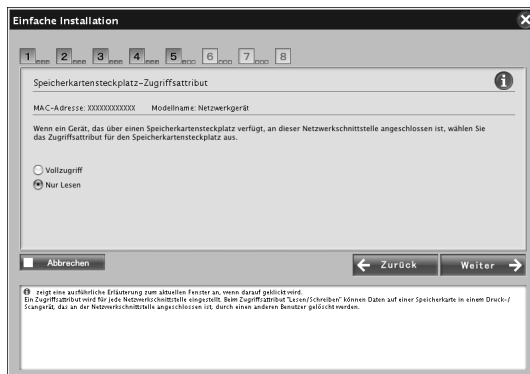 Einfache Installation
1 2 3 4 5 6 7 8
Speicherkartensteckplatz-Zugriffsattribut
MAC-Adresse: XXXXXXXXXXXX Modellname: Netzwerkgerät
Wenn ein Gerät, das über einen Speicherkartensteckplatz verfügt, an dieser Netzwerkschnittstelle angeschlossen ist, wählen Sie
das Zugriffsattribut für den Speicherkartensteckplatz aus.
Vollzugriff
Nur Lesen
Abbrechen
Zurück
Weiter
zeigt eine ausführliche Erläuterung zum aktuellen Fenster an, wenn darauf geklickt wird.
Ein Zugriffsattribut wird für jede Netzwerkschnittstelle eingestellt. Beim Zugriffsattribut "Lesen/Schreiben" können Daten auf einer Speicherkarte in einem Druck-/
Scangerät, das an der Netzwerkschnittstelle angeschlossen ist, durch einen anderen Benutzer gelöscht werden.